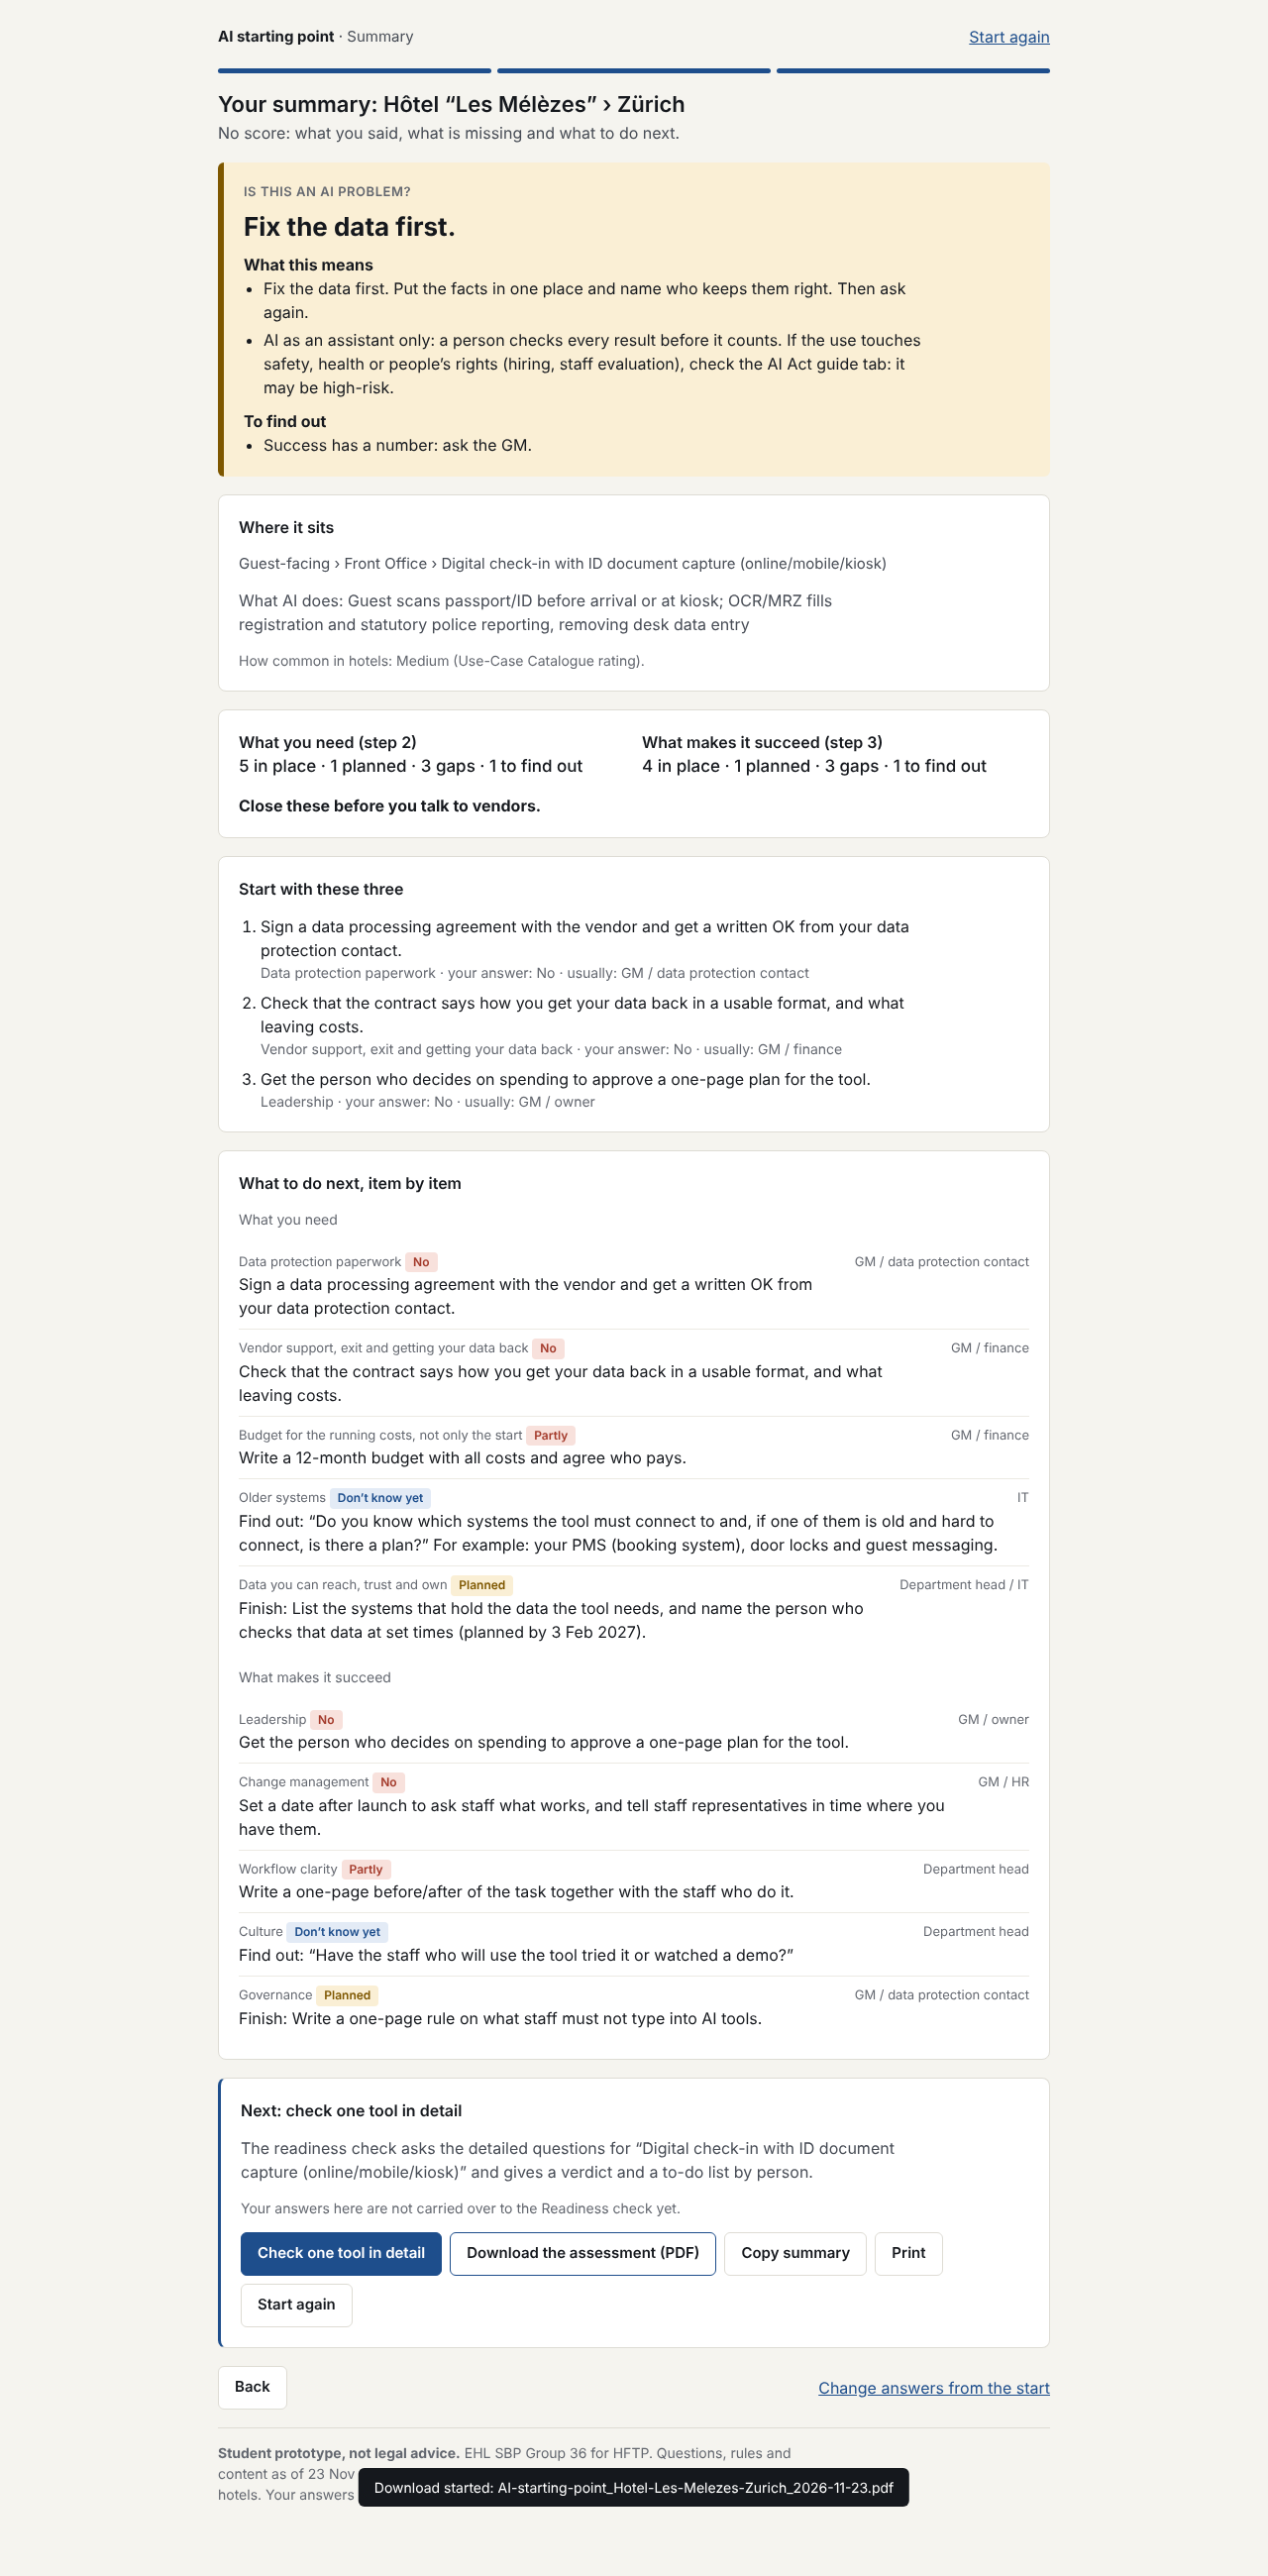 AI starting point · Summary
Start again
Your summary: Hôtel “Les Mélèzes” › Zürich
No score: what you said, what is missing and what to do next.
IS THIS AN AI PROBLEM?
Fix the data first.
What this means
• Fix the data first. Put the facts in one place and name who keeps them right. Then ask
again.
• AI as an assistant only: a person checks every result before it counts. If the use touches
safety, health or people’s rights (hiring, staff evaluation), check the AI Act guide tab: it
may be high-risk.
To find out
• Success has a number: ask the GM.
Where it sits
Guest-facing › Front Office › Digital check-in with ID document capture (online/mobile/kiosk)
What AI does: Guest scans passport/ID before arrival or at kiosk; OCR/MRZ fills
registration and statutory police reporting, removing desk data entry
How common in hotels: Medium (Use-Case Catalogue rating).
What you need (step 2)
5 in place · 1 planned · 3 gaps · 1 to find out
What makes it succeed (step 3)
4 in place · 1 planned · 3 gaps · 1 to find out
Close these before you talk to vendors.
Start with these three
1. Sign a data processing agreement with the vendor and get a written OK from your data
protection contact.
Data protection paperwork · your answer: No · usually: GM / data protection contact
2. Check that the contract says how you get your data back in a usable format, and what
leaving costs.
Vendor support, exit and getting your data back · your answer: No · usually: GM / finance
3. Get the person who decides on spending to approve a one-page plan for the tool.
Leadership · your answer: No · usually: GM / owner
What to do next, item by item
What you need
Data protection paperwork No
GM / data protection contact
Sign a data processing agreement with the vendor and get a written OK from
your data protection contact.
Vendor support, exit and getting your data back No
GM / finance
Check that the contract says how you get your data back in a usable format, and what
leaving costs.
Budget for the running costs, not only the start Partly
GM / finance
Write a 12-month budget with all costs and agree who pays.
Older systems Don’t know yet
IT
Find out: “Do you know which systems the tool must connect to and, if one of them is old and hard to
connect, is there a plan?” For example: your PMS (booking system), door locks and guest messaging.
Data you can reach, trust and own Planned
Department head / IT
Finish: List the systems that hold the data the tool needs, and name the person who
checks that data at set times (planned by 3 Feb 2027).
What makes it succeed
Leadership No
GM / owner
Get the person who decides on spending to approve a one-page plan for the tool.
Change management No
GM / HR
Set a date after launch to ask staff what works, and tell staff representatives in time where you
have them.
Workflow clarity Partly
Department head
Write a one-page before/after of the task together with the staff who do it.
Culture Don’t know yet
Department head
Find out: “Have the staff who will use the tool tried it or watched a demo?”
Governance Planned
GM / data protection contact
Finish: Write a one-page rule on what staff must not type into AI tools.
Next: check one tool in detail
The readiness check asks the detailed questions for “Digital check-in with ID document
capture (online/mobile/kiosk)” and gives a verdict and a to-do list by person.
Your answers here are not carried over to the Readiness check yet.
Check one tool in detail
Download the assessment (PDF)
Copy summary
Print
Start again
Back
Change answers from the start
Student prototype, not legal advice. EHL SBP Group 36 for HFTP. Questions, rules and
content as of 23 Nov
hotels. Your answers
Download started: AI-starting-point_Hotel-Les-Melezes-Zurich_2026-11-23.pdf